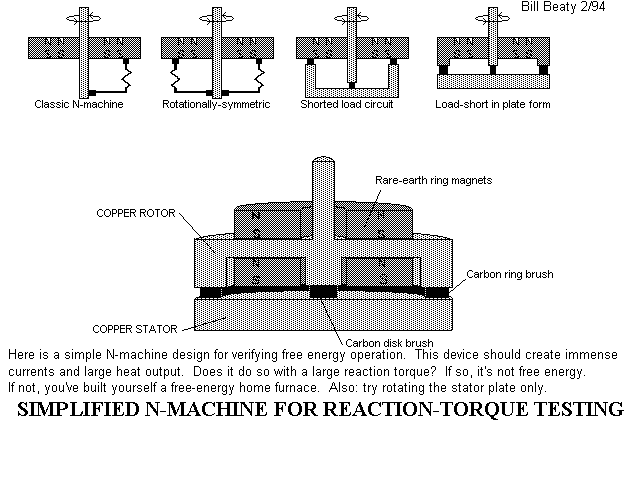 Bill Beaty 2/94
N N N N
S S S S
N N N N
S S S S
N N N N
S S S S
N N N N
S S S S
Classic N-machine
Rotationally-symmetric
Shorted load circuit
Load-short in plate form
Rare-earth ring magnets
COPPER ROTOR
N N
S S
N N
S S
Carbon ring brush
COPPER STATOR
Carbon disk brush
Here is a simple N-machine design for verifying free energy operation. This device should create immense
currents and large heat output. Does it do so with a large reaction torque? If so, it's not free energy.
If not, you've built yourself a free-energy home furnace. Also: try rotating the stator plate only.
SIMPLIFIED N-MACHINE FOR REACTION-TORQUE TESTING